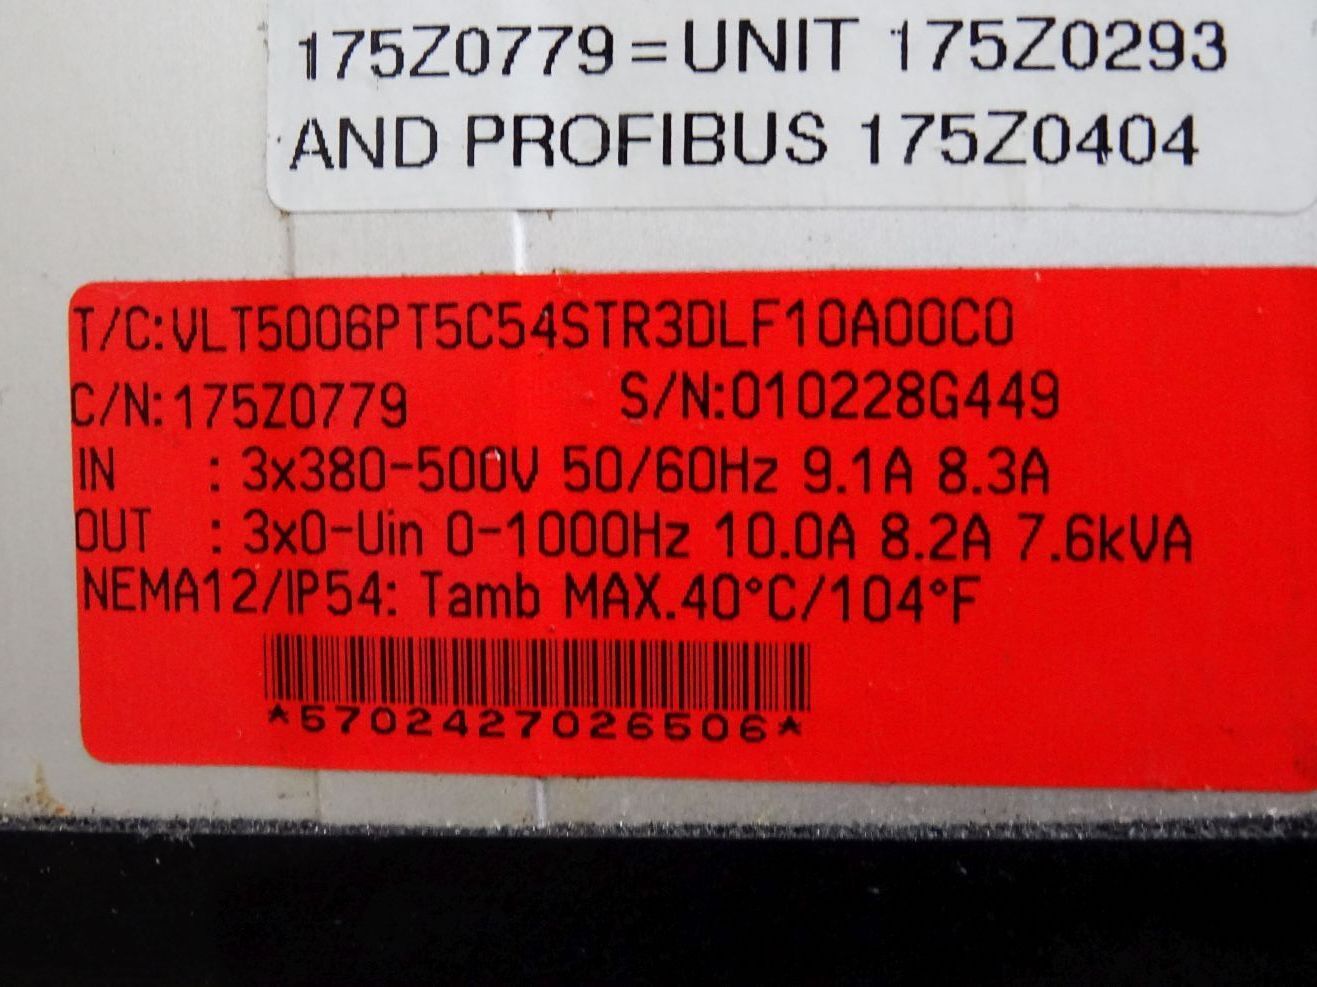 175Z0779=UNIT 175Z0293
AND PROFIBUS 175Z0404
T/C:VLT5006PT5C54STR3DLF10A00C0
C/N:175Z0779 S/N:010228G449
IN : 3x380-500V 50/60Hz 9.1A 8.3A
OUT : 3x0-Uin 0-1000Hz 10.0A 8.2A 7.6kVA
NEMA12/IP54: Tamb MAX.40°C/104°F
*5702427026506*